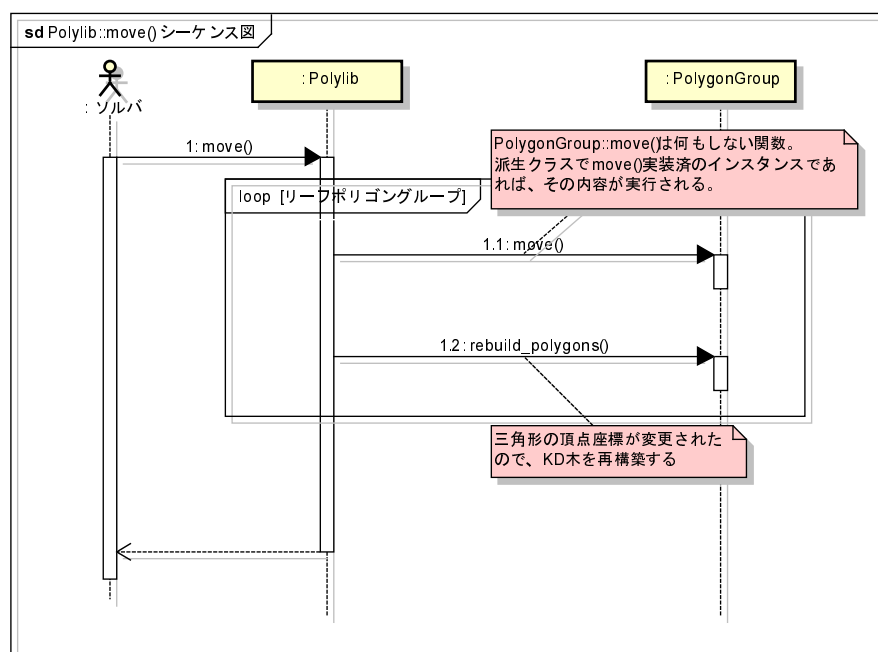 sd Polylib::move() シーケンス図
: ソルバ
: Polylib
: PolygonGroup
1: move()
PolygonGroup::move()は何もしない関数。
派生クラスでmove()実装済のインスタンスであ
れば、その内容が実行される。
loop [リーフポリゴングループ]
1.1: move()
1.2: rebuild_polygons()
三角形の頂点座標が変更された
ので、KD木を再構築する